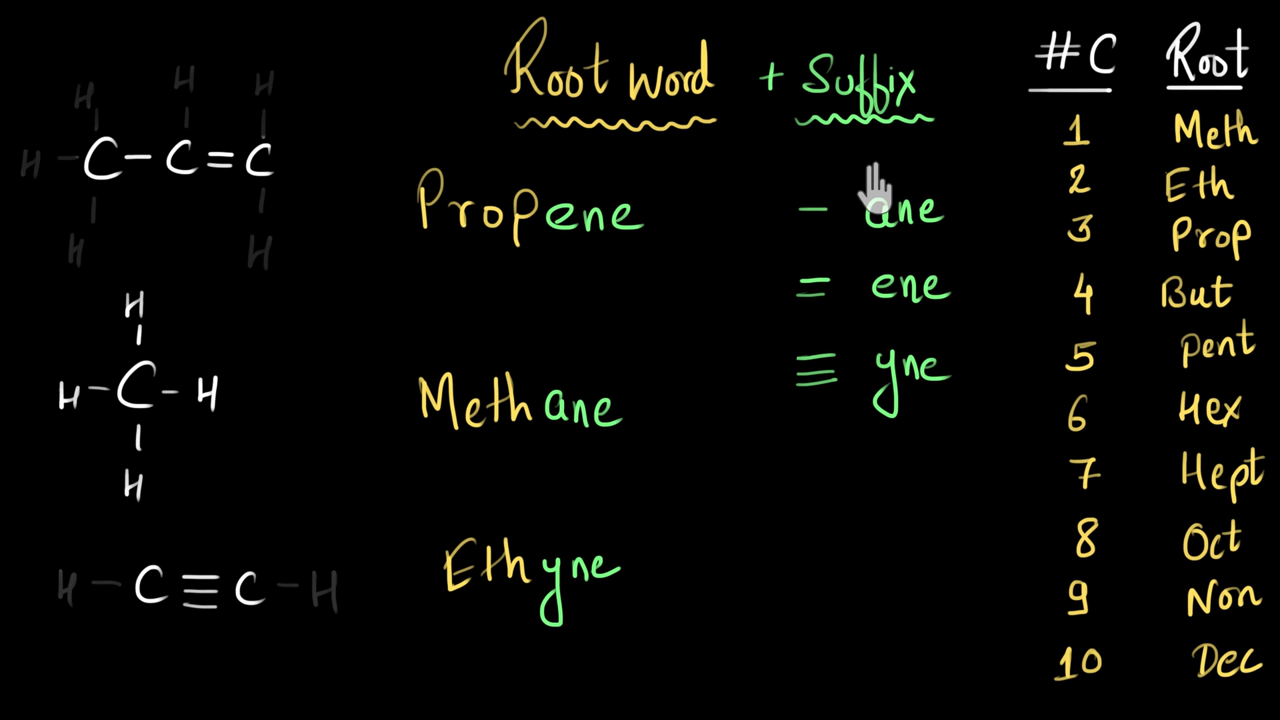 Root word + Suffix
#C Root
1 Meth
2 Eth
3 Prop
4 But
5 Pent
6 Hex
7 Hept
8 Oct
9 Non
10 Dec
H H H
H - C - C = C
H H
Propene
- ane
= ene
≡ yne
H
H - C - H
H
Methane
H - C ≡ C - H
Ethyne